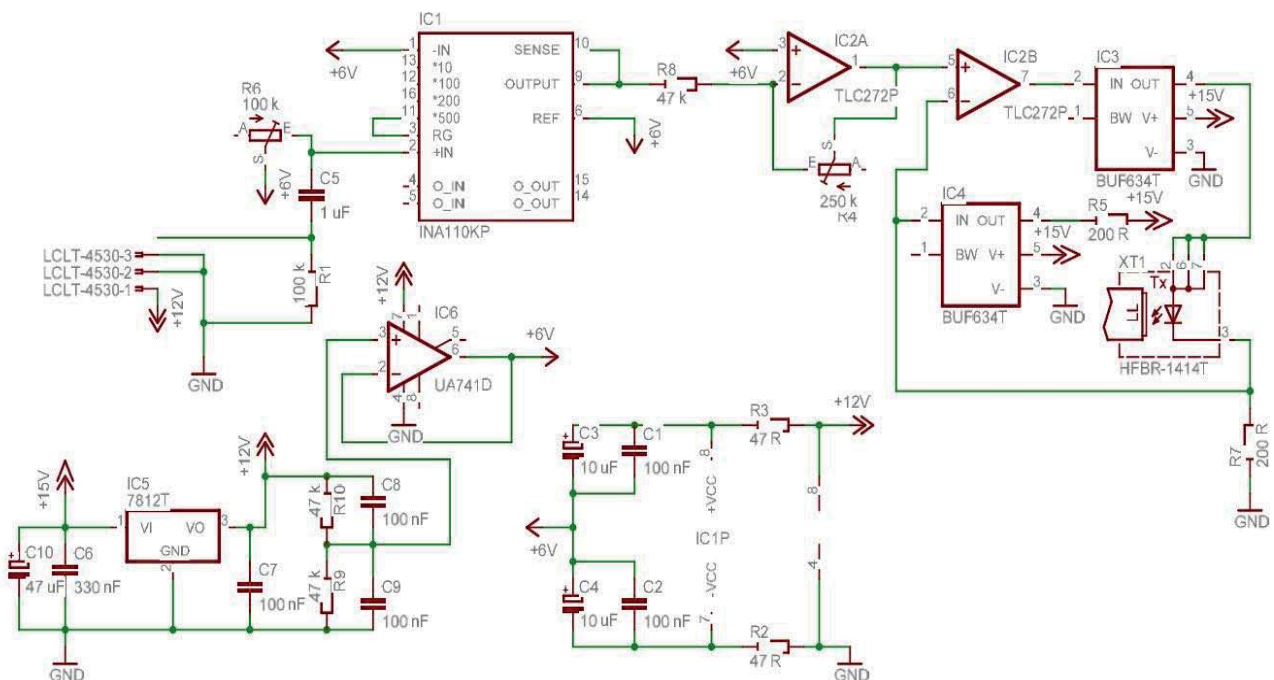 IC1
1 -IN SENSE 10
13 *10
12 *100 OUTPUT 9
16 *200
11 *500 REF 6
3 RG
2 +IN
4 O_IN O_OUT 15
5 O_IN O_OUT 14
INA110KP
+6V
+6V
R6
100 k
A E
S
+6V
C5
1 uF
LCLT-4530-3
LCLT-4530-2
LCLT-4530-1
+12V
R1
100 k
GND
R8
47 k
IC2A
3
2
1
+6V
TLC272P
S
E A
250 k
R4
IC2B
5
6
7
TLC272P
IC3
2 IN OUT 4
+15V
1 BW V+ 5
V- 3
GND
BUF634T
IC4
2 IN OUT 4
+15V
1 BW V+ 5
V- 3
GND
BUF634T
R5
200 R
+15V
XT1
2 6 7
Tx
LL
3
HFBR-1414T
R7
200 R
GND
+12V
IC6
7 1
3
2
5
6
4 8
UA741D
GND
+6V
+15V
IC5
7812T
1 VI VO 3
GND
2
C10
47 uF
C6
330 nF
C7
100 nF
+12V
47 k
R10
C8
100 nF
47 k
R9
C9
100 nF
GND
C3
10 uF
C1
100 nF
+6V
C4
10 uF
C2
100 nF
8
+VCC
IC1P
-VCC
7
R3
47 R
+12V
8
4
R2
47 R
GND